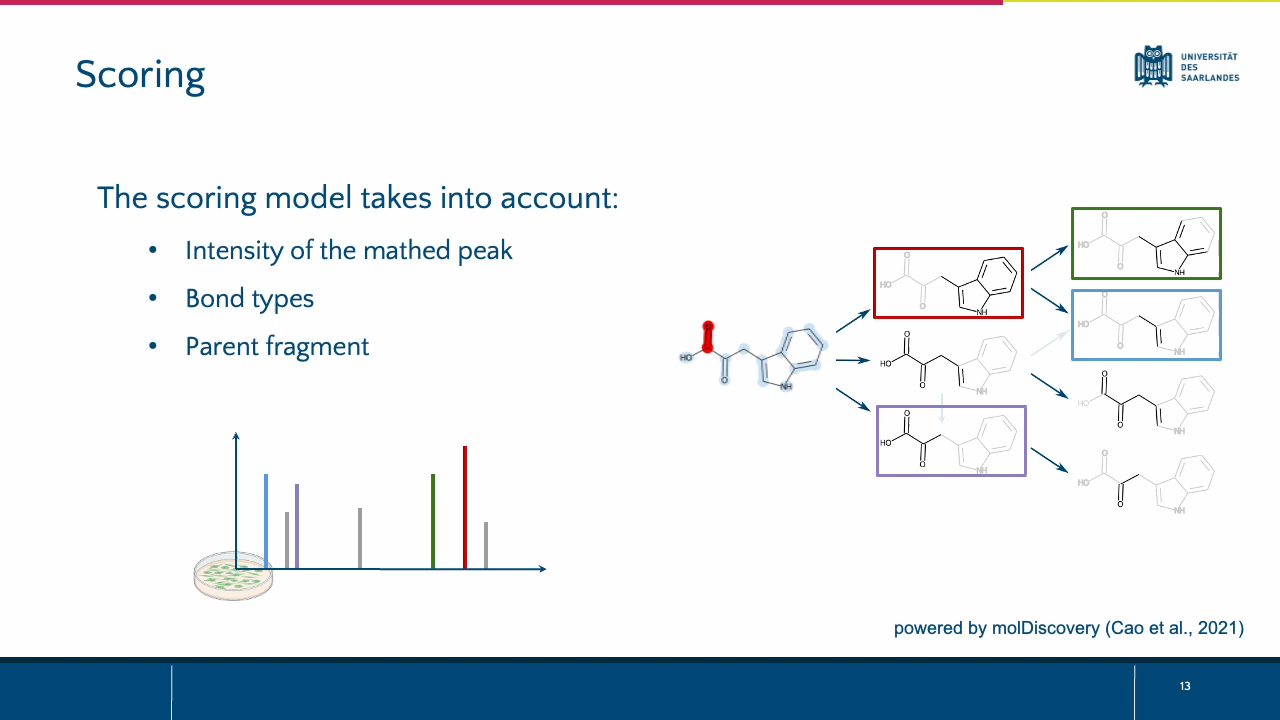 Scoring
UNIVERSITÄT
DES
SAARLANDES
The scoring model takes into account:
• Intensity of the mathed peak
• Bond types
• Parent fragment
O
HO
O
NH
O
HO
O
NH
O
HO
O
NH
O
HO
O
NH
O
HO
O
NH
O
HO
O
NH
O
HO
O
NH
O
HO
O
NH
powered by molDiscovery (Cao et al., 2021)
13